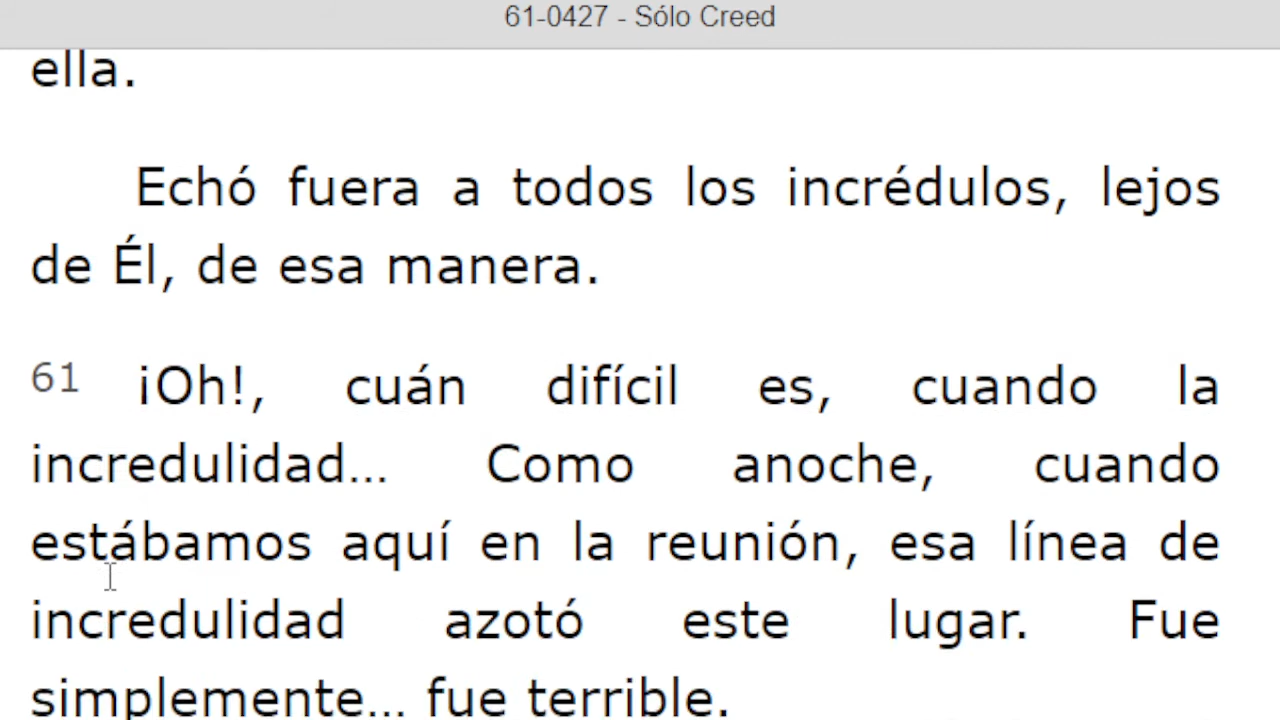 61-0427 - Sólo Creed
ella.
Echó fuera a todos los incrédulos, lejos
de Él, de esa manera.
61 ¡Oh!, cuán difícil es, cuando la
incredulidad... Como anoche, cuando
estábamos aquí en la reunión, esa línea de
incredulidad azotó este lugar. Fue
simplemente... fue terrible.